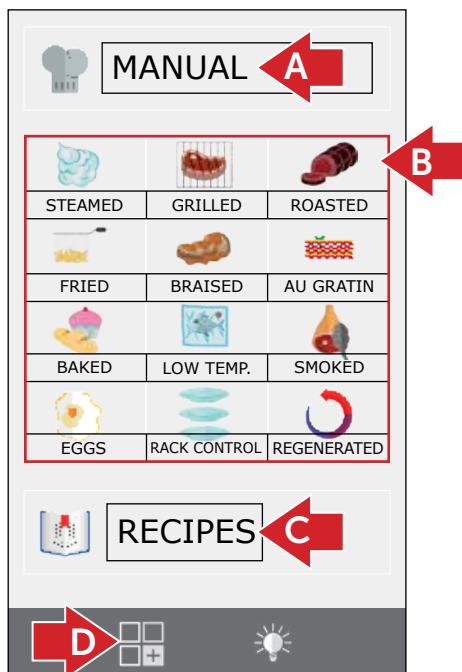 MANUAL A
B
STEAMED GRILLED ROASTED
FRIED BRAISED AU GRATIN
BAKED LOW TEMP. SMOKED
EGGS RACK CONTROL REGENERATED
RECIPES C
D